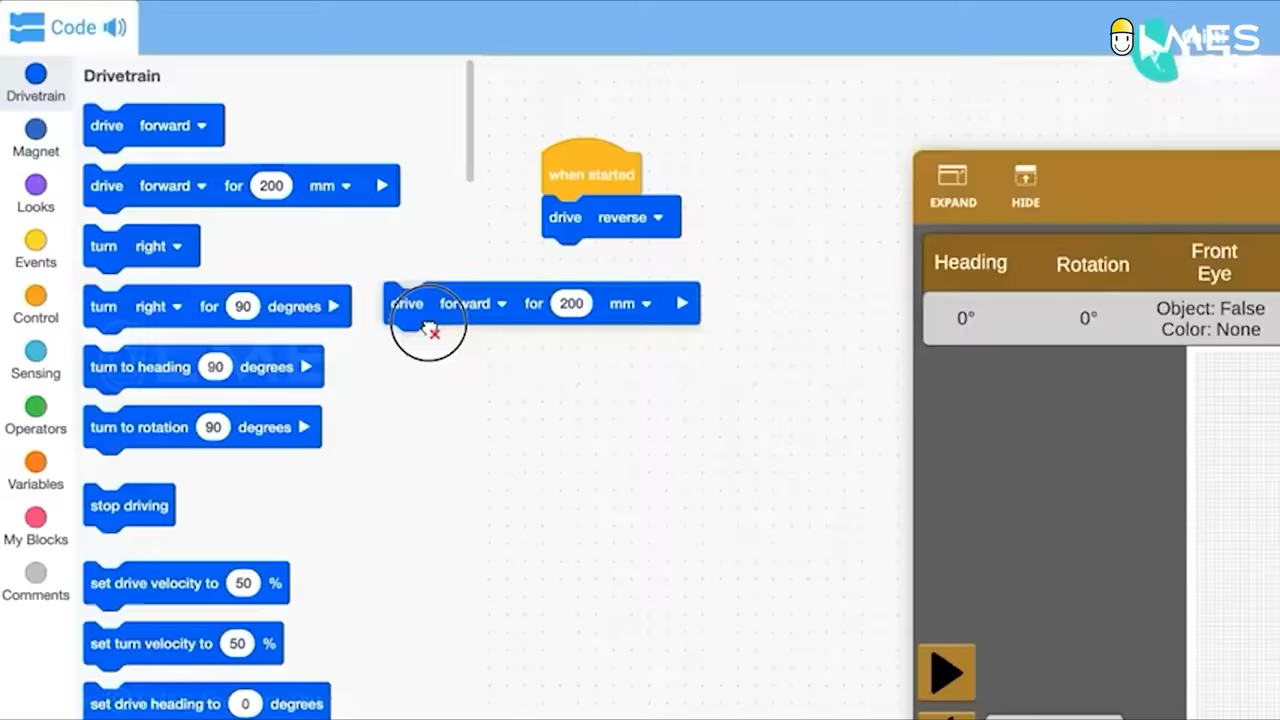 Code
LMES
Drivetrain
Magnet
Looks
Events
Control
Sensing
Operators
Variables
My Blocks
Comments
Drivetrain
drive forward
drive forward for 200 mm
turn right
turn right for 90 degrees
turn to heading 90 degrees
turn to rotation 90 degrees
stop driving
set drive velocity to 50 %
set turn velocity to 50 %
set drive heading to 0 degrees
when started
drive reverse
drive forward for 200 mm
EXPAND
HIDE
Heading
Rotation
Front
Eye
0°
0°
Object: False
Color: None